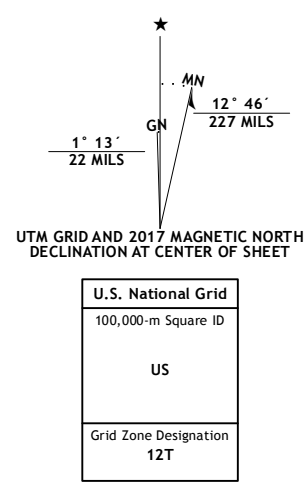 MN
12° 46´
227 MILS
GN
1° 13´
22 MILS
UTM GRID AND 2017 MAGNETIC NORTH
DECLINATION AT CENTER OF SHEET
U.S. National Grid
100,000-m Square ID
US
Grid Zone Designation
12T